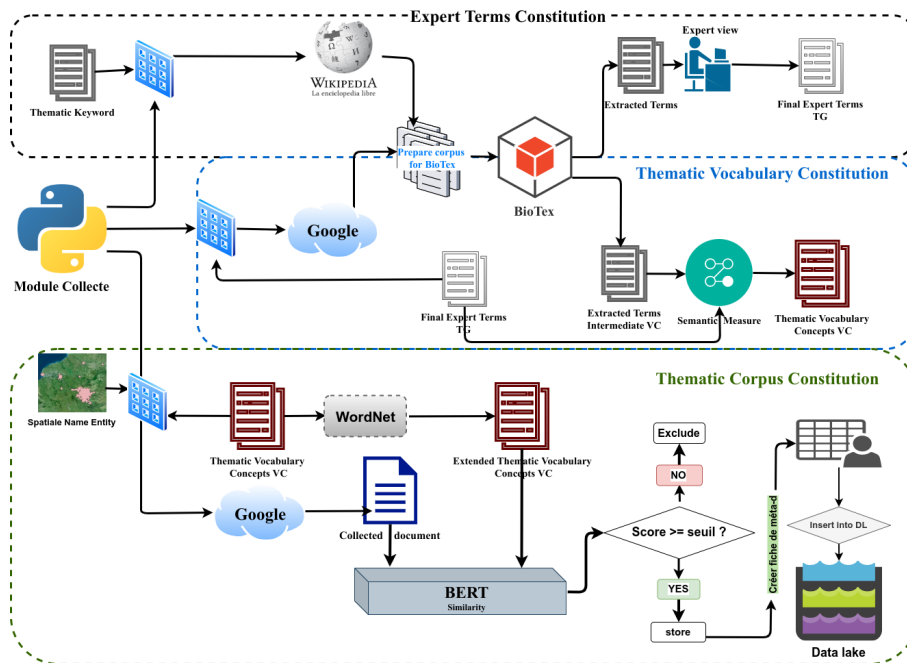 Expert Terms Constitution
Thematic Keyword
WIKIPEDIA
La enciclopedia libre
Prepare corpus
for BioTex
BioTex
Extracted Terms
Expert view
Final Expert Terms
TG
Thematic Vocabulary Constitution
Module Collecte
Google
Final Expert Terms
TG
Extracted Terms
Intermediate VC
Semantic Measure
Thematic Vocabulary
Concepts VC
Thematic Corpus Constitution
Spatiale Name Entity
Thematic Vocabulary
Concepts VC
WordNet
Extended Thematic Vocabulary
Concepts VC
Google
Collected document
BERT
Similarity
Exclude
NO
Score >= seuil ?
YES
store
Créer fiche de méta-d
Insert into DL
Data lake